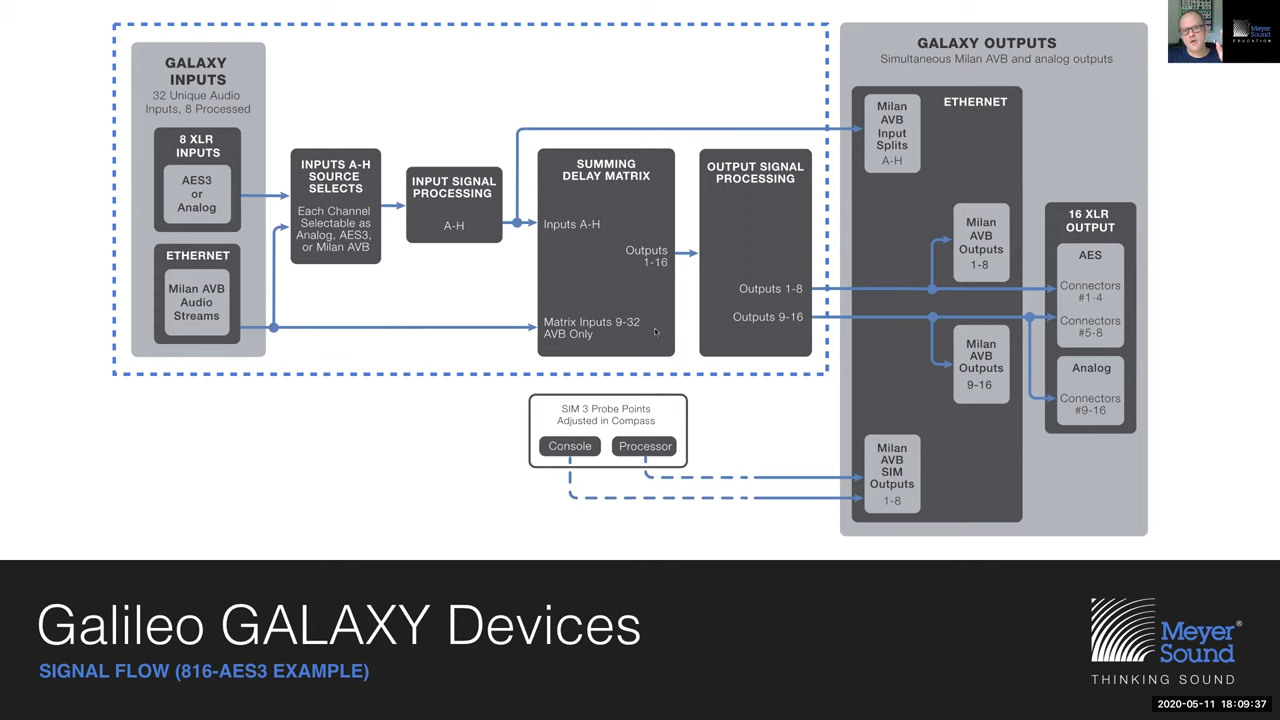 GALAXY
INPUTS
32 Unique Audio
Inputs, 8 Processed
8 XLR
INPUTS
AES3
or
Analog
ETHERNET
Milan AVB
Audio
Streams
INPUTS A-H
SOURCE
SELECTS
Each Channel
Selectable as
Analog, AES3,
or Milan AVB
INPUT SIGNAL
PROCESSING
A-H
SUMMING
DELAY MATRIX
Inputs A-H
Outputs
1-16
Matrix Inputs 9-32
AVB Only
OUTPUT SIGNAL
PROCESSING
Outputs 1-8
Outputs 9-16
SIM 3 Probe Points
Adjusted in Compass
Console
Processor
GALAXY OUTPUTS
Simultaneous Milan AVB and analog outputs
ETHERNET
Milan
AVB
Input
Splits
A-H
Milan
AVB
Outputs
1-8
Milan
AVB
Outputs
9-16
Milan
AVB
SIM
Outputs
1-8
16 XLR
OUTPUT
AES
Connectors
#1-4
Connectors
#5-8
Analog
Connectors
#9-16
Meyer
Sound
EDUCATION
Galileo GALAXY Devices
SIGNAL FLOW (816-AES3 EXAMPLE)
Meyer®
Sound
THINKING SOUND
2020-05-11 18:09:37